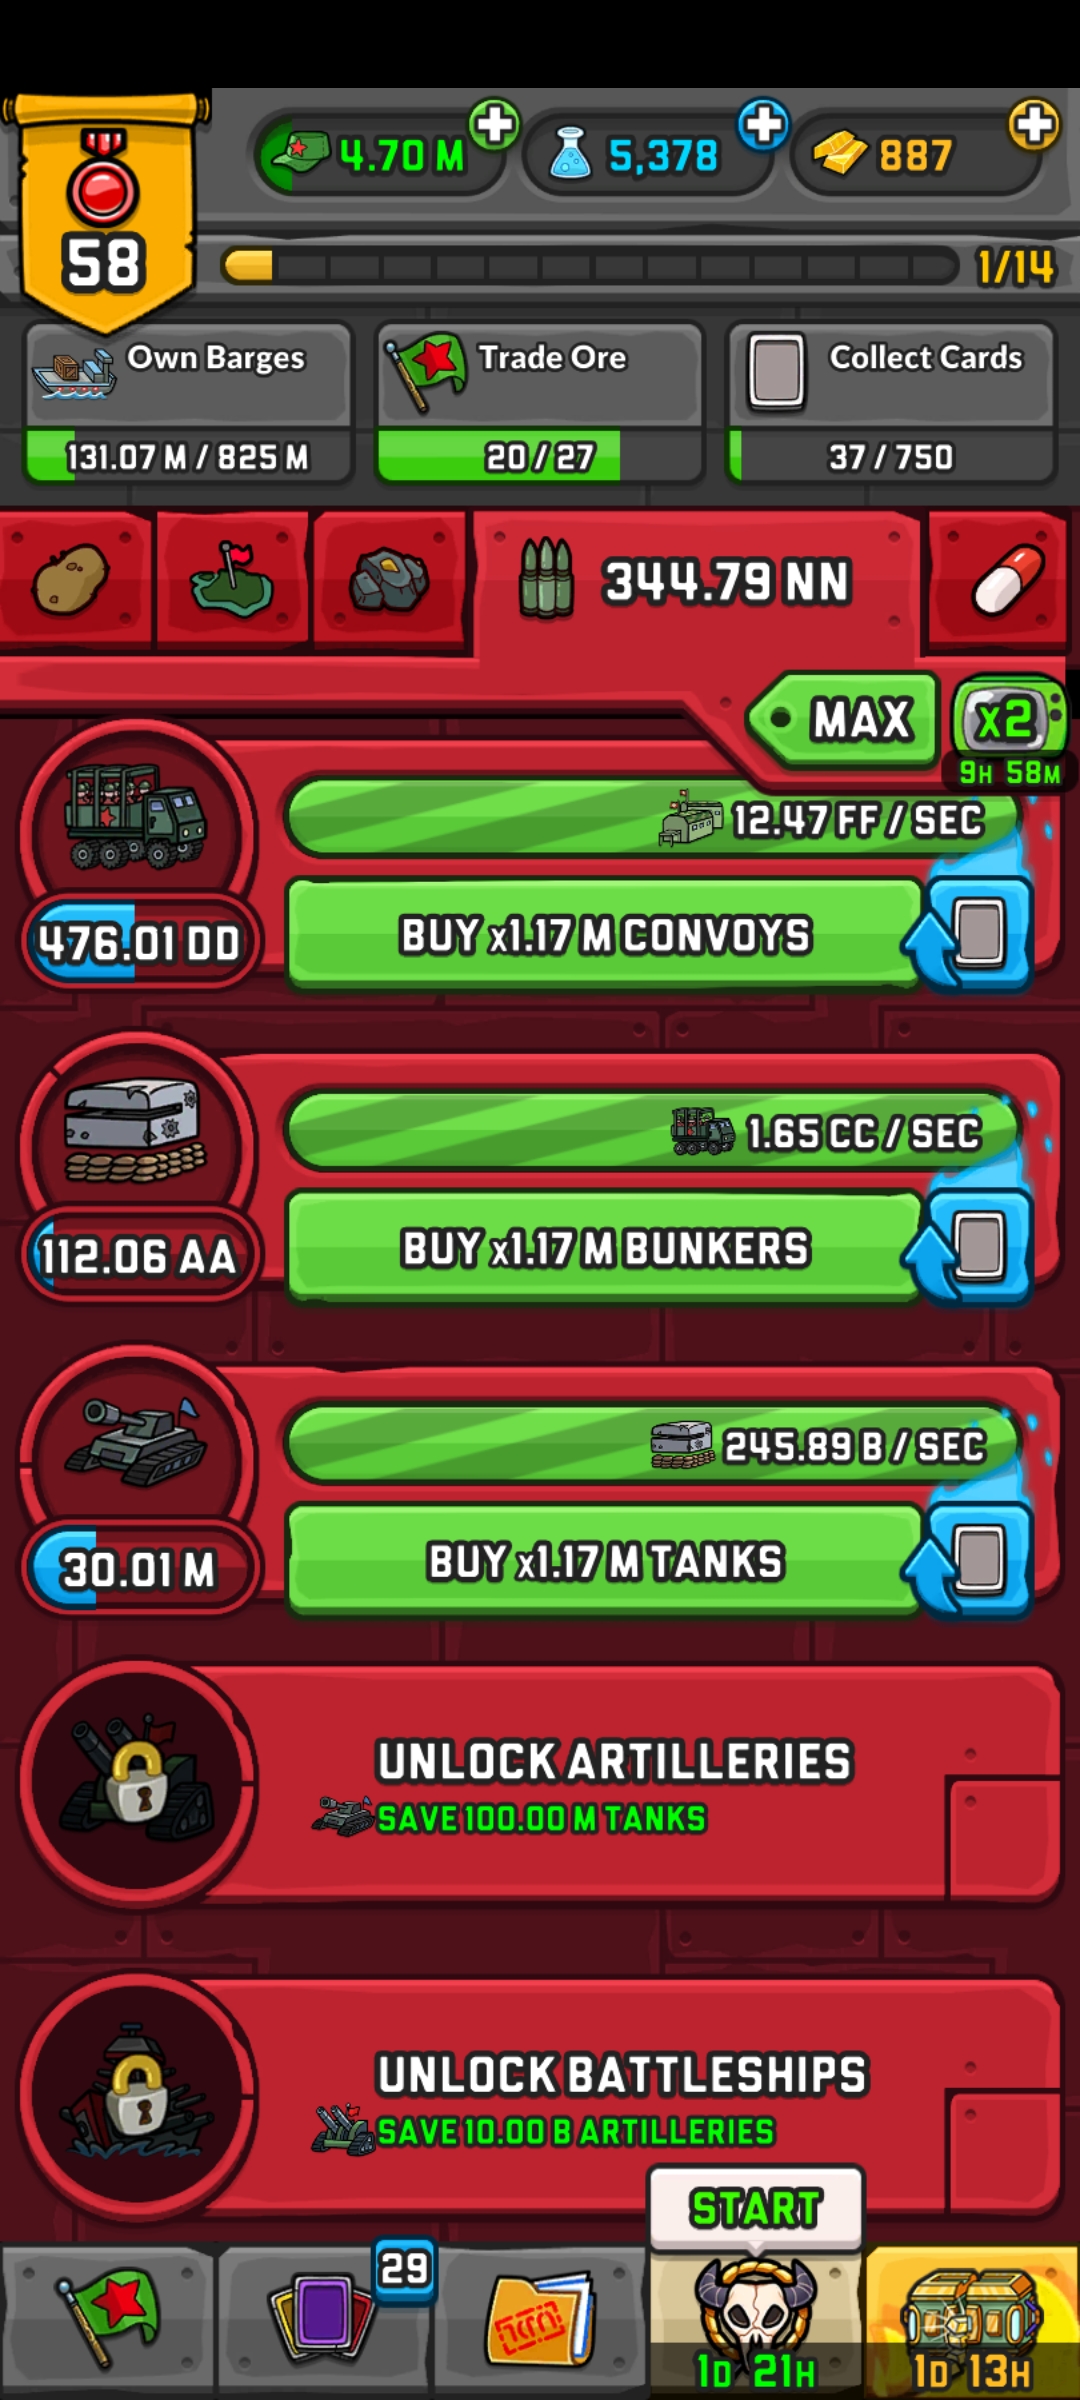 58
4.70 M
5,378
887
1/14
Own Barges
Trade Ore
Collect Cards
131.07 M / 825 M
20 / 27
37 / 750
344.79 NN
MAX
x2
9H 58M
12.47 FF / SEC
476.01 DD
BUY x1.17 M CONVOYS
1.65 CC / SEC
112.06 AA
BUY x1.17 M BUNKERS
245.89 B / SEC
30.01 M
BUY x1.17 M TANKS
UNLOCK ARTILLERIES
SAVE 100.00 M TANKS
UNLOCK BATTLESHIPS
SAVE 10.00 B ARTILLERIES
START
29
1D 21H
1D 13H